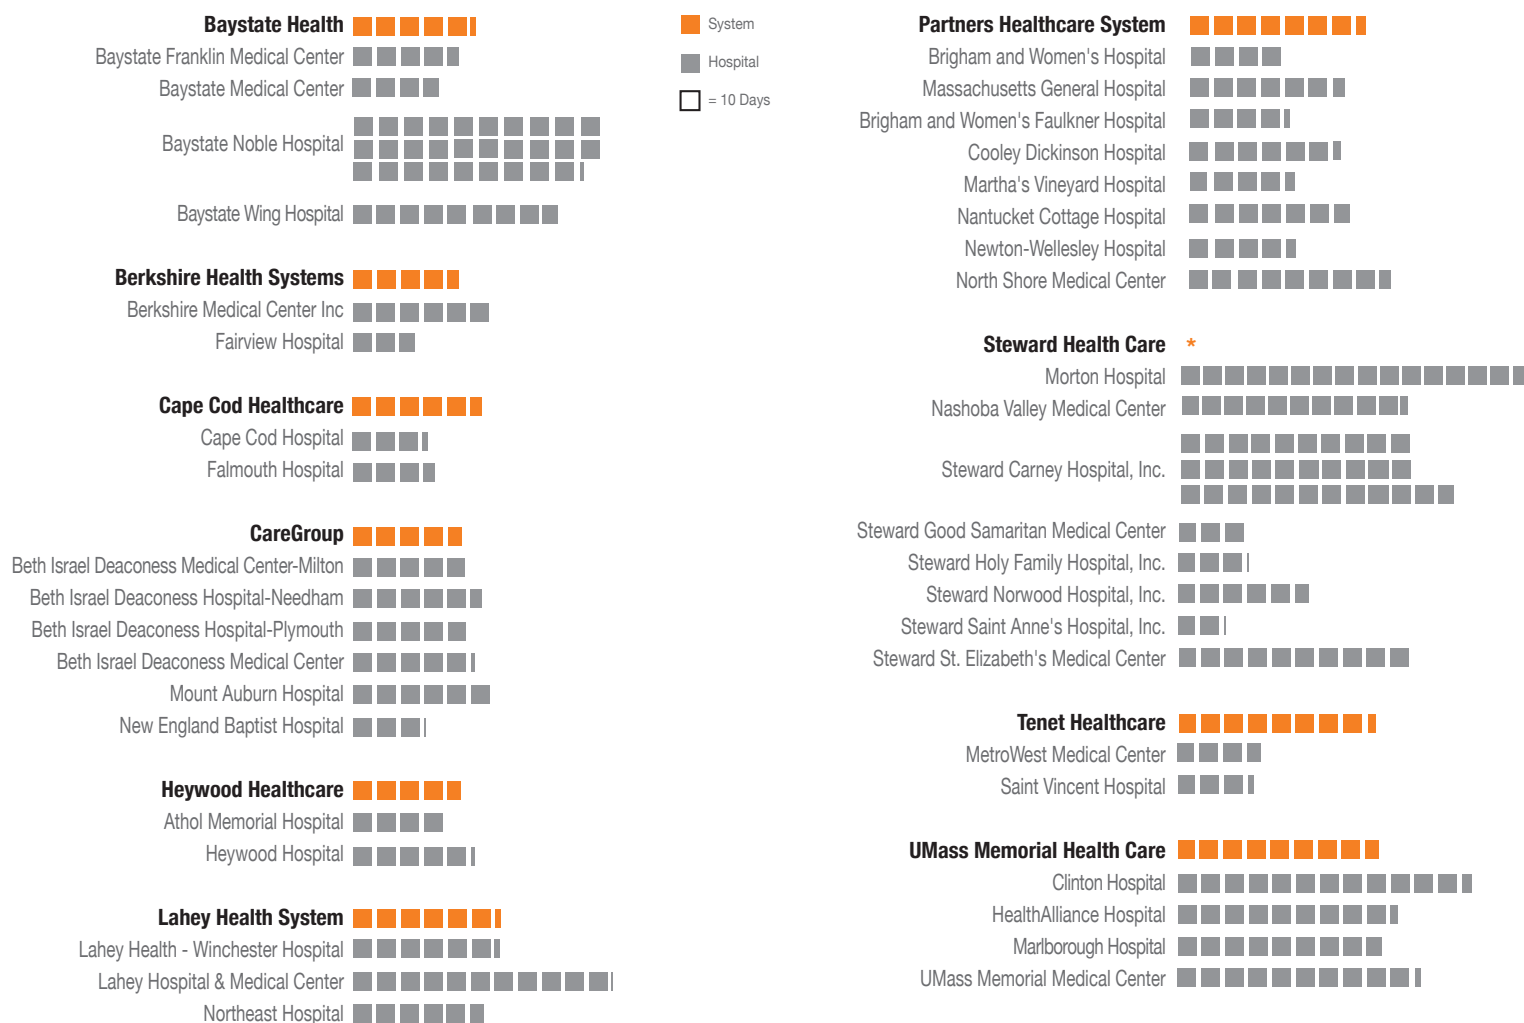 Baystate Health
Baystate Franklin Medical Center
Baystate Medical Center
Baystate Noble Hospital
Baystate Wing Hospital
Berkshire Health Systems
Berkshire Medical Center Inc
Fairview Hospital
Cape Cod Healthcare
Cape Cod Hospital
Falmouth Hospital
CareGroup
Beth Israel Deaconess Medical Center-Milton
Beth Israel Deaconess Hospital-Needham
Beth Israel Deaconess Hospital-Plymouth
Beth Israel Deaconess Medical Center
Mount Auburn Hospital
New England Baptist Hospital
Heywood Healthcare
Athol Memorial Hospital
Heywood Hospital
Lahey Health System
Lahey Health - Winchester Hospital
Lahey Hospital & Medical Center
Northeast Hospital
System
Hospital
= 10 Days
Partners Healthcare System
Brigham and Women's Hospital
Massachusetts General Hospital
Brigham and Women's Faulkner Hospital
Cooley Dickinson Hospital
Martha's Vineyard Hospital
Nantucket Cottage Hospital
Newton-Wellesley Hospital
North Shore Medical Center
Steward Health Care *
Morton Hospital
Nashoba Valley Medical Center
Steward Carney Hospital, Inc.
Steward Good Samaritan Medical Center
Steward Holy Family Hospital, Inc.
Steward Norwood Hospital, Inc.
Steward Saint Anne's Hospital, Inc.
Steward St. Elizabeth's Medical Center
Tenet Healthcare
MetroWest Medical Center
Saint Vincent Hospital
UMass Memorial Health Care
Clinton Hospital
HealthAlliance Hospital
Marlborough Hospital
UMass Memorial Medical Center